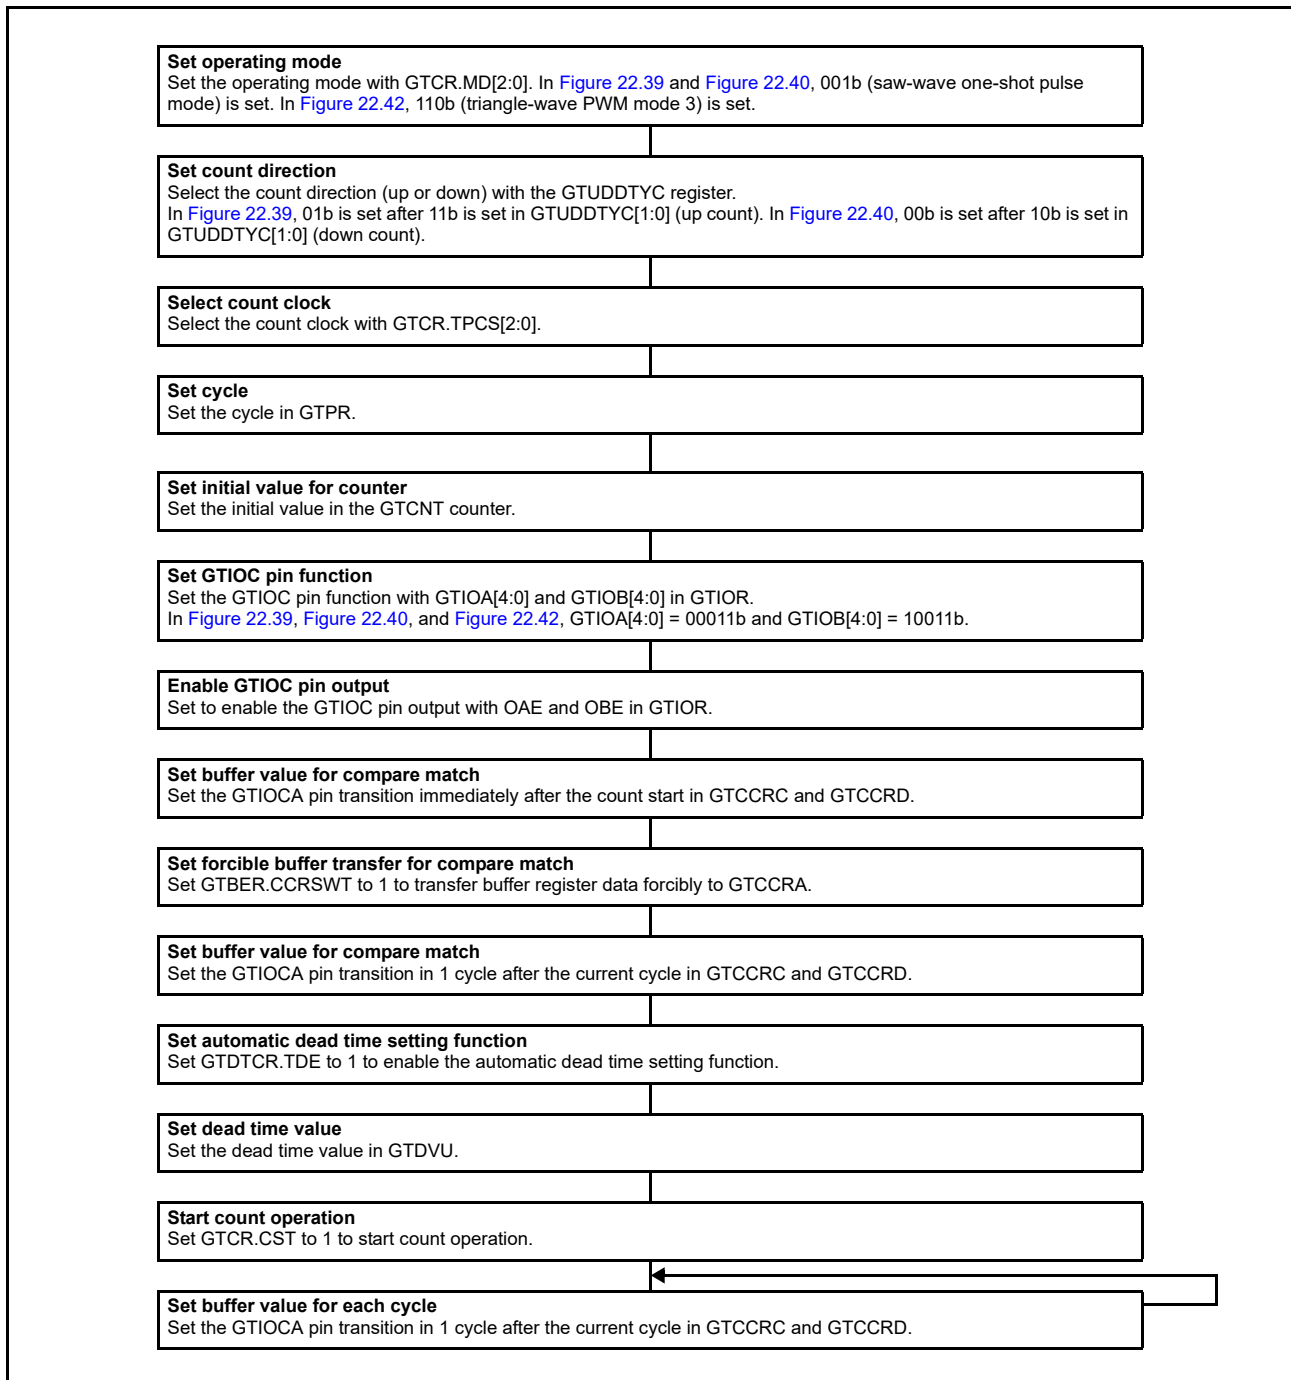 Set operating mode
Set the operating mode with GTCR.MD[2:0]. In Figure 22.39 and Figure 22.40, 001b (saw-wave one-shot pulse
mode) is set. In Figure 22.42, 110b (triangle-wave PWM mode 3) is set.
Set count direction
Select the count direction (up or down) with the GTUDDTYC register.
In Figure 22.39, 01b is set after 11b is set in GTUDDTYC[1:0] (up count). In Figure 22.40, 00b is set after 10b is set in
GTUDDTYC[1:0] (down count).
Select count clock
Select the count clock with GTCR.TPCS[2:0].
Set cycle
Set the cycle in GTPR.
Set initial value for counter
Set the initial value in the GTCNT counter.
Set GTIOC pin function
Set the GTIOC pin function with GTIOA[4:0] and GTIOB[4:0] in GTIOR.
In Figure 22.39, Figure 22.40, and Figure 22.42, GTIOA[4:0] = 00011b and GTIOB[4:0] = 10011b.
Enable GTIOC pin output
Set to enable the GTIOC pin output with OAE and OBE in GTIOR.
Set buffer value for compare match
Set the GTIOCA pin transition immediately after the count start in GTCCRC and GTCCRD.
Set forcible buffer transfer for compare match
Set GTBER.CCRSWT to 1 to transfer buffer register data forcibly to GTCCRA.
Set buffer value for compare match
Set the GTIOCA pin transition in 1 cycle after the current cycle in GTCCRC and GTCCRD.
Set automatic dead time setting function
Set GTDTCR.TDE to 1 to enable the automatic dead time setting function.
Set dead time value
Set the dead time value in GTDVU.
Start count operation
Set GTCR.CST to 1 to start count operation.
Set buffer value for each cycle
Set the GTIOCA pin transition in 1 cycle after the current cycle in GTCCRC and GTCCRD.